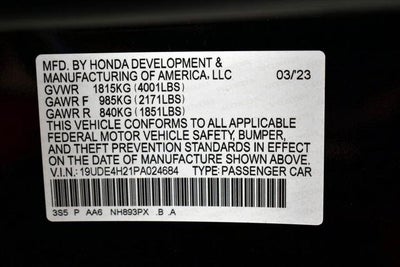 MFD. BY HONDA DEVELOPMENT &
MANUFACTURING OF AMERICA, LLC 03/23
GVWR 1815KG (4001LBS)
GAWR F 985KG (2171LBS)
GAWR R 840KG (1851LBS)
THIS VEHICLE CONFORMS TO ALL APPLICABLE
FEDERAL MOTOR VEHICLE SAFETY, BUMPER,
AND THEFT PREVENTION STANDARDS IN EFFECT
ON THE DATE OF MANUFACTURE SHOWN ABOVE.
V.I.N.: 19UDE4H21PA024684 TYPE: PASSENGER CAR
3S5 P AA6 NH893PX .B .A